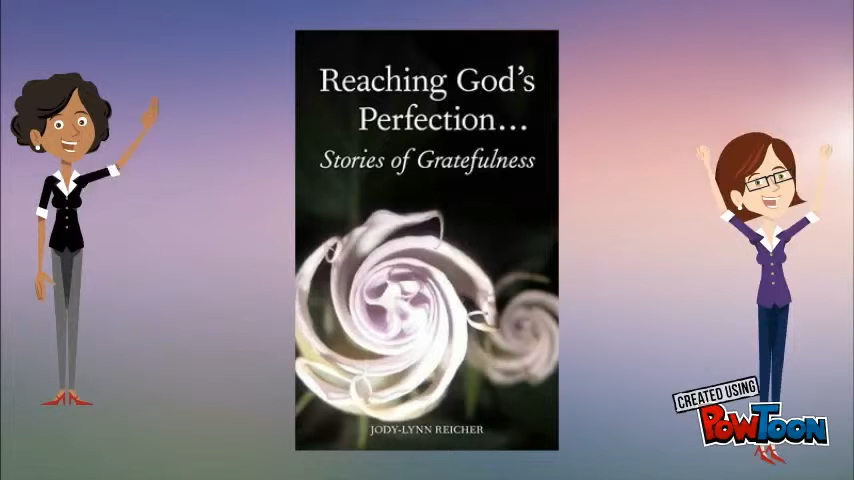 Reaching God's
Perfection...
Stories of Gratefulness
JODY-LYNN REICHER
CREATED USING
POWTOON